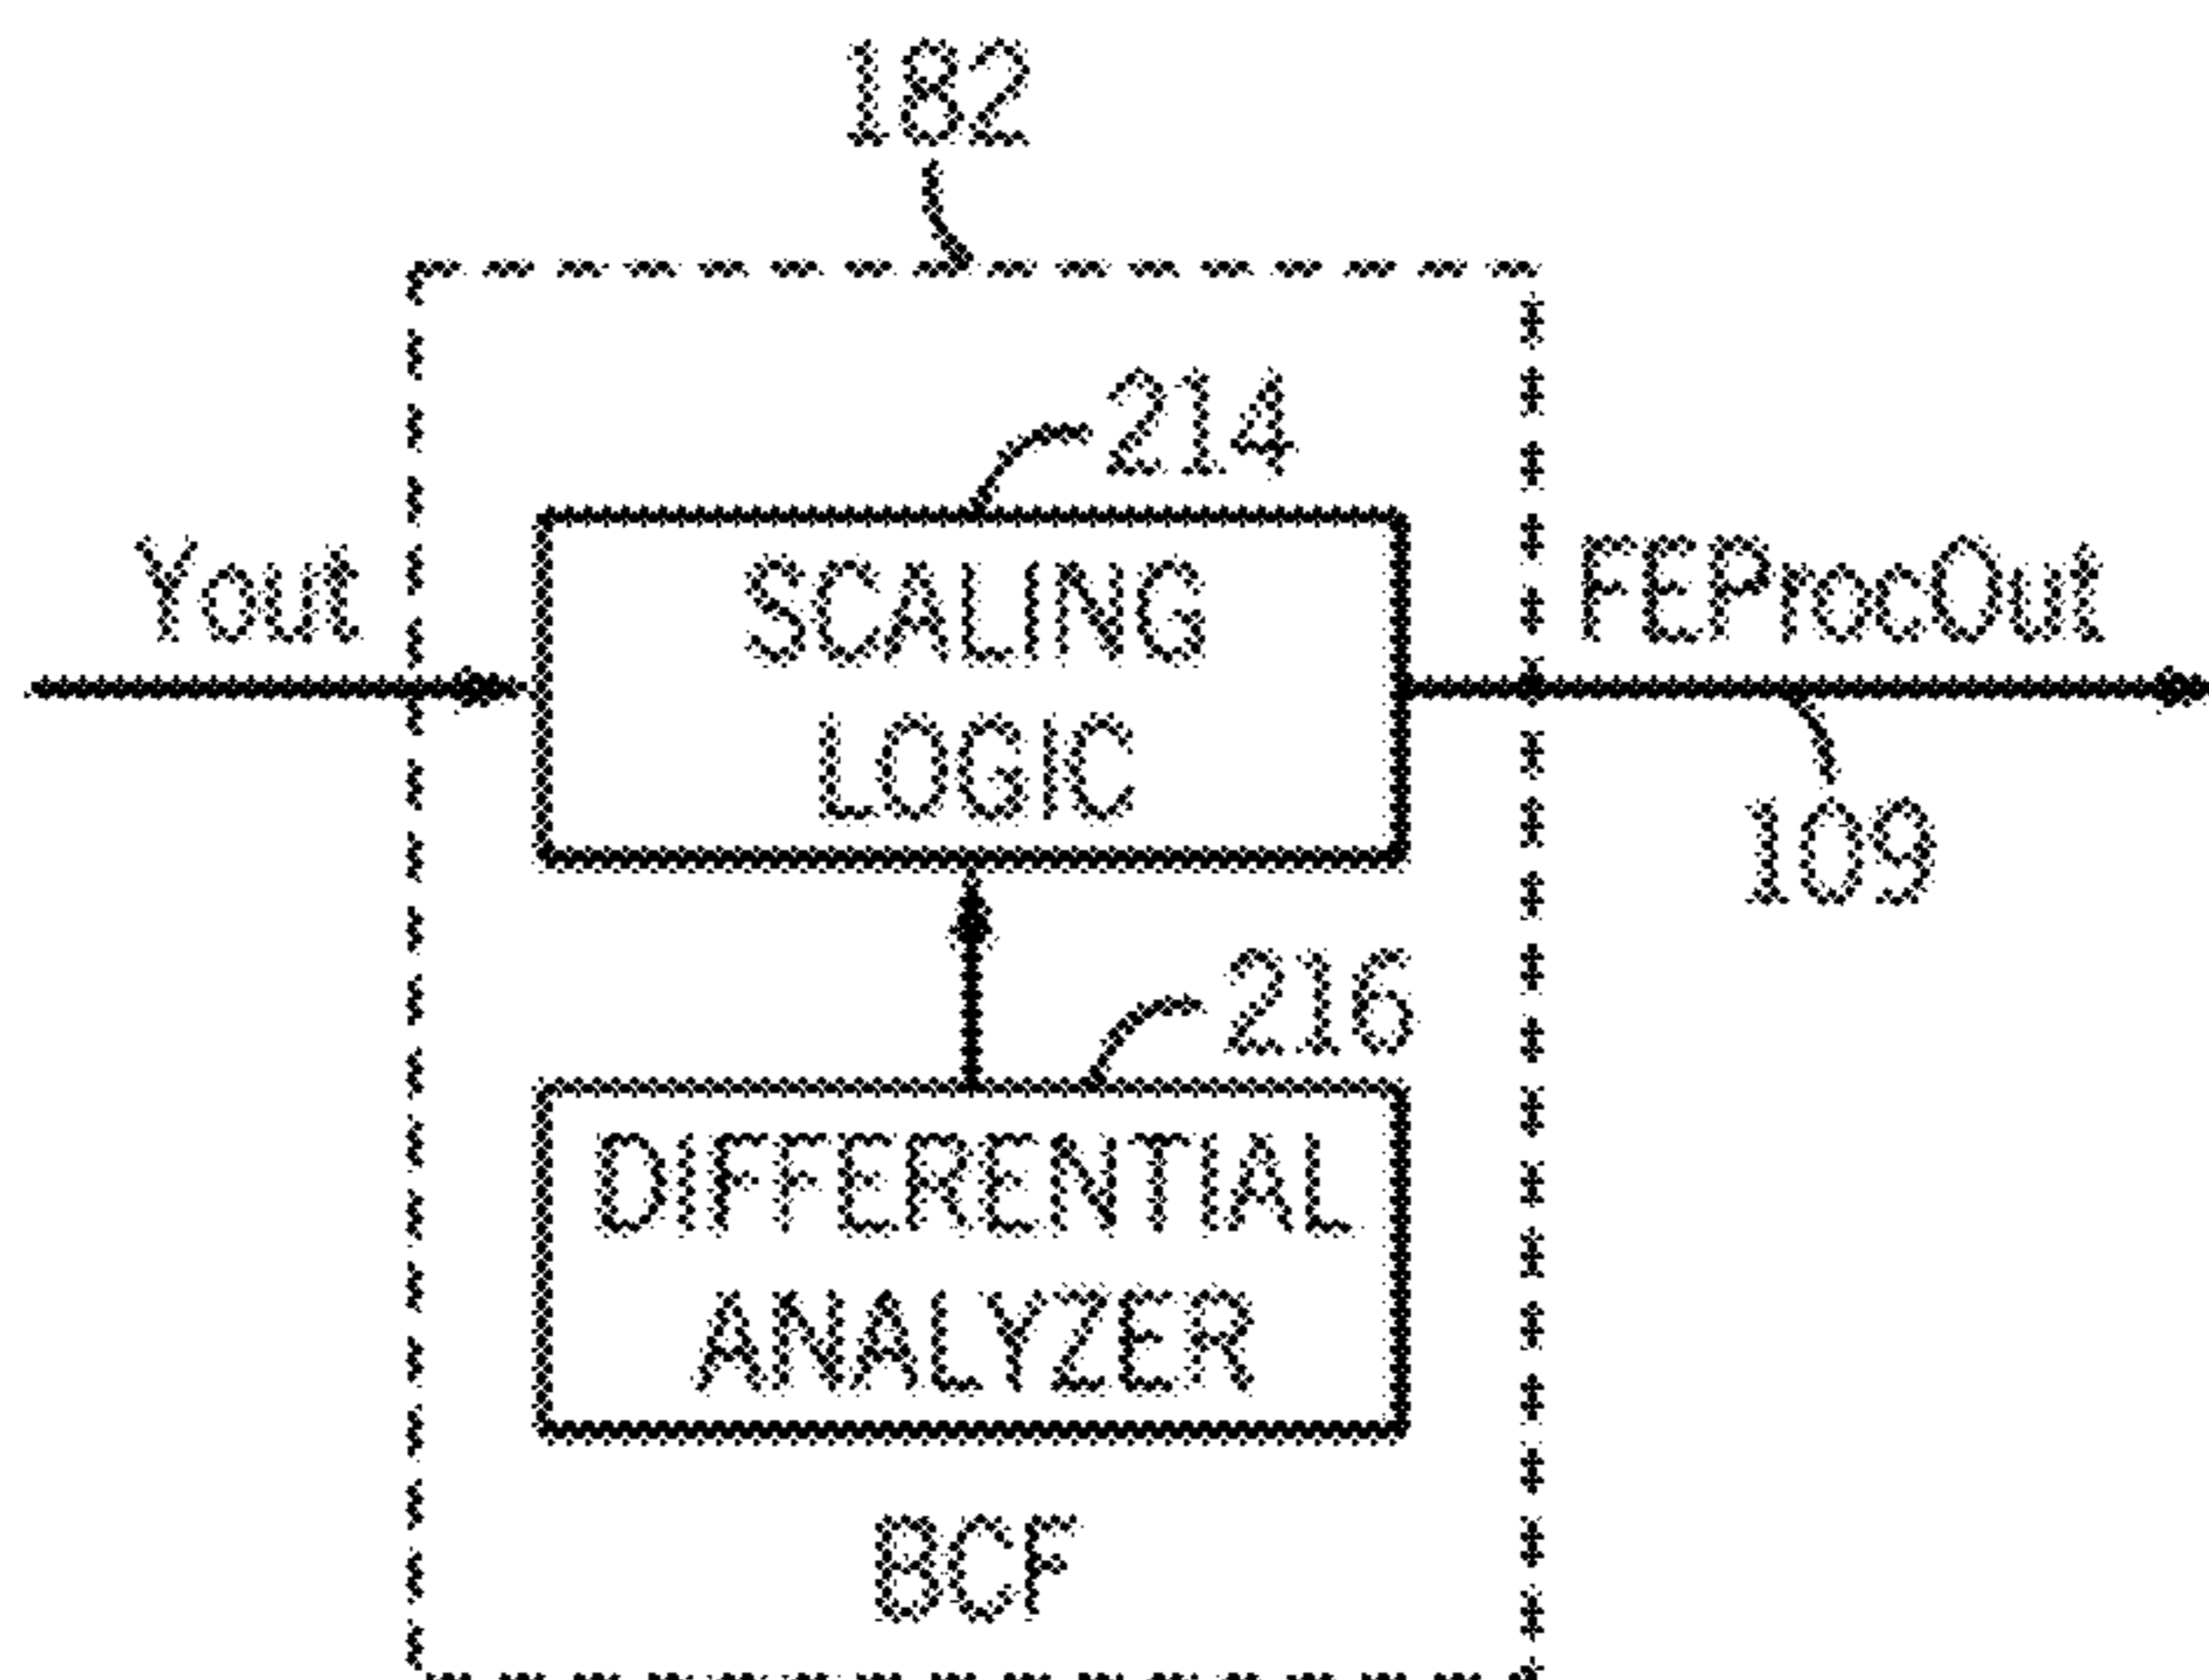 182
214
Yout
SCALING
LOGIC
FEProcOut
109
216
DIFFERENTIAL
ANALYZER
BCF